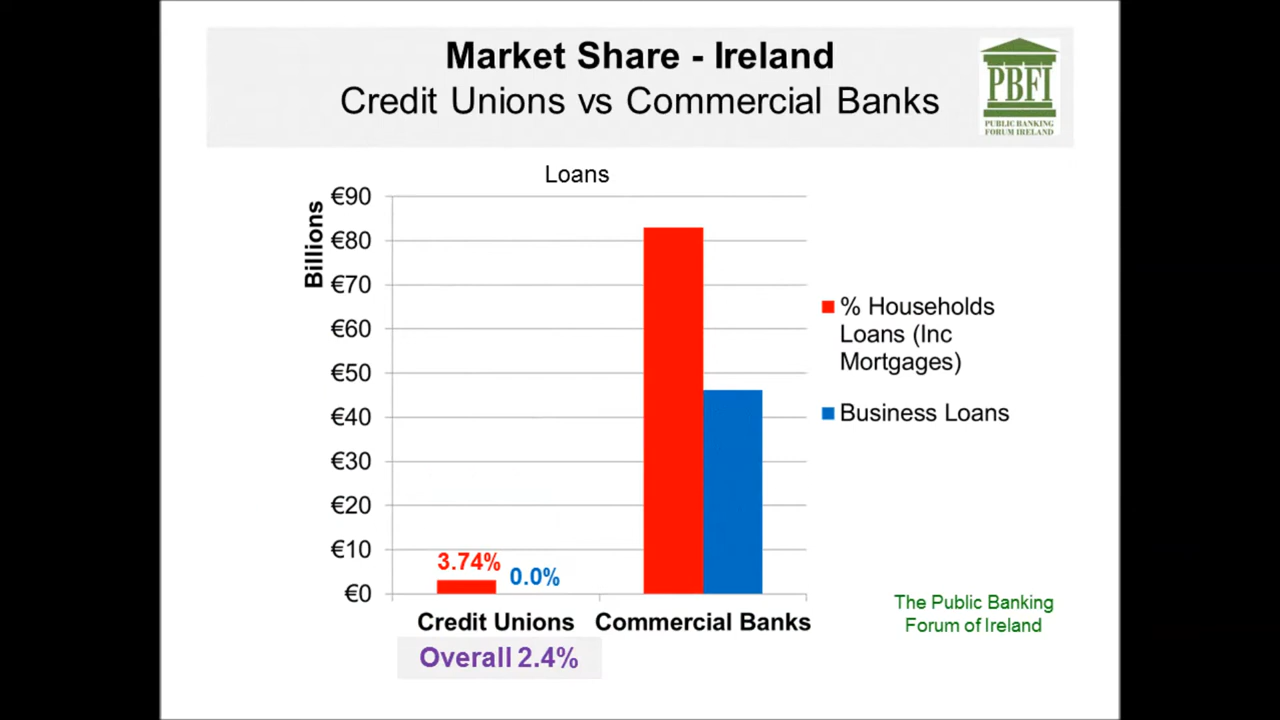 Market Share - Ireland
Credit Unions vs Commercial Banks
PBFI
PUBLIC BANKING
FORUM IRELAND
Loans
Billions
€90
€80
€70
€60
€50
€40
€30
€20
€10
€0
3.74%
0.0%
Credit Unions
Commercial Banks
Overall 2.4%
% Households
Loans (Inc
Mortgages)
Business Loans
The Public Banking
Forum of Ireland